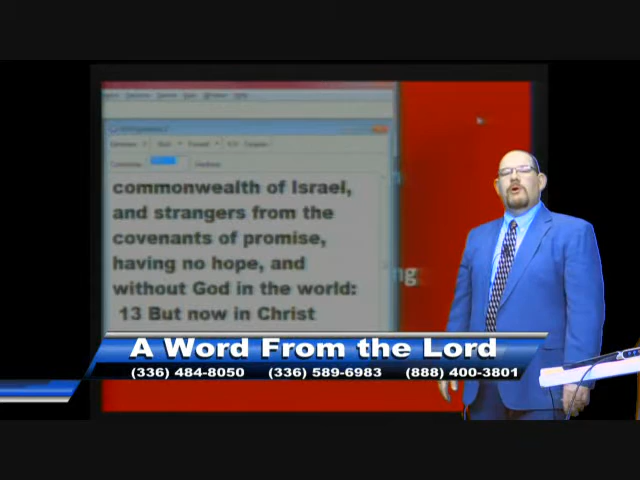 commonwealth of Israel,
and strangers from the
covenants of promise,
having no hope, and
without God in the world:
13 But now in Christ
ng
A Word From the Lord
(336) 484-8050 (336) 589-6983 (888) 400-3801